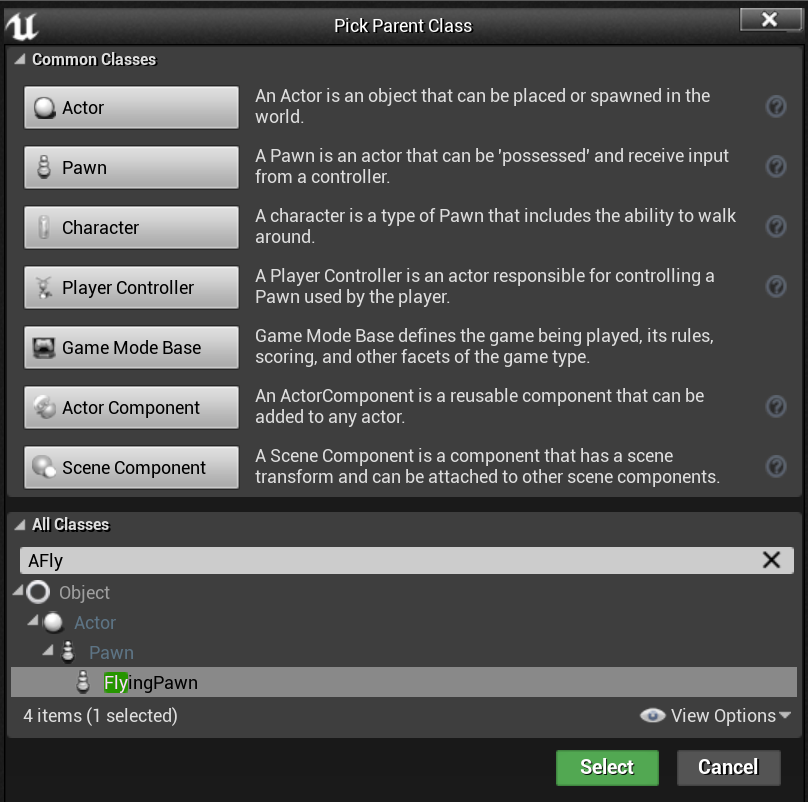 Pick Parent Class
Common Classes
Actor
An Actor is an object that can be placed or spawned in the
world.
Pawn
A Pawn is an actor that can be 'possessed' and receive input
from a controller.
Character
A character is a type of Pawn that includes the ability to walk
around.
Player Controller
A Player Controller is an actor responsible for controlling a
Pawn used by the player.
Game Mode Base
Game Mode Base defines the game being played, its rules,
scoring, and other facets of the game type.
Actor Component
An ActorComponent is a reusable component that can be
added to any actor.
Scene Component
A Scene Component is a component that has a scene
transform and can be attached to other scene components.
All Classes
AFly
Object
Actor
Pawn
FlyingPawn
4 items (1 selected)
View Options
Select
Cancel